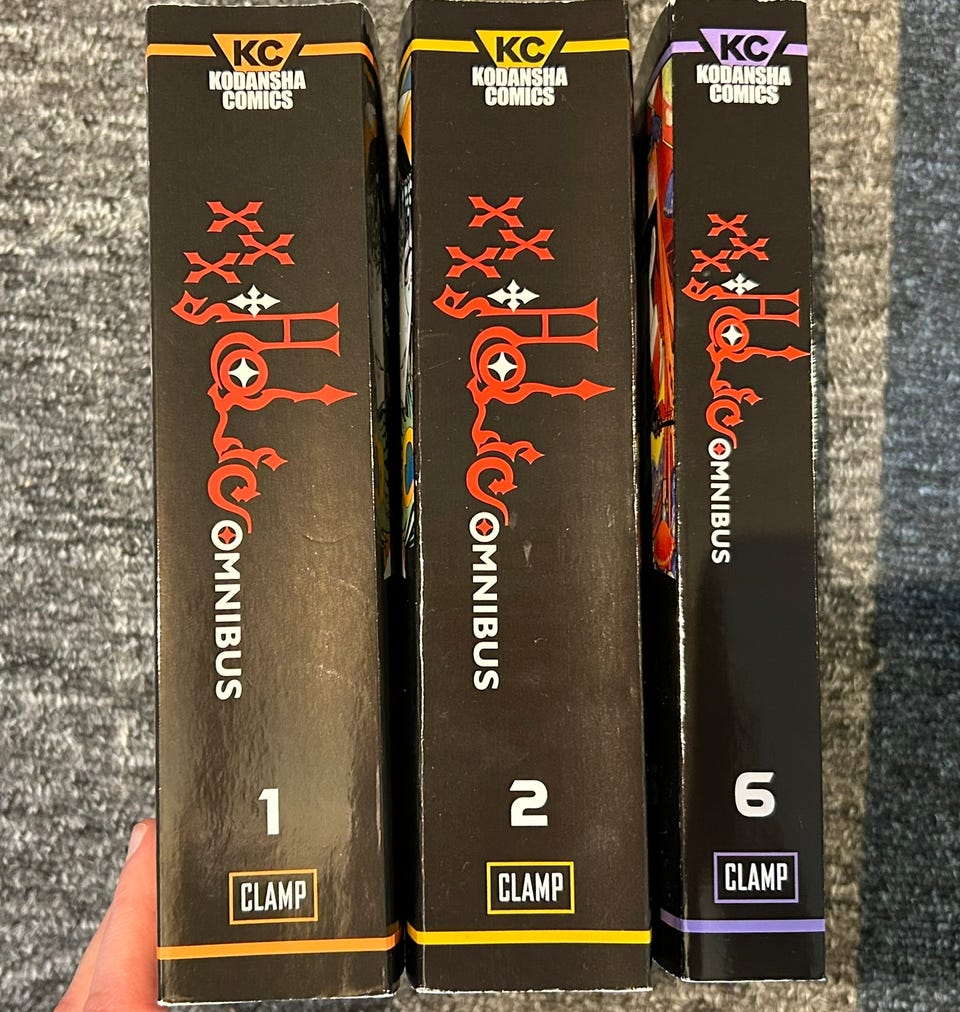 KC
KODANSHA
COMICS
xxxHOLiC
OMNIBUS
1
CLAMP
KC
KODANSHA
COMICS
xxxHOLiC
OMNIBUS
2
CLAMP
KC
KODANSHA
COMICS
xxxHOLiC
OMNIBUS
6
CLAMP